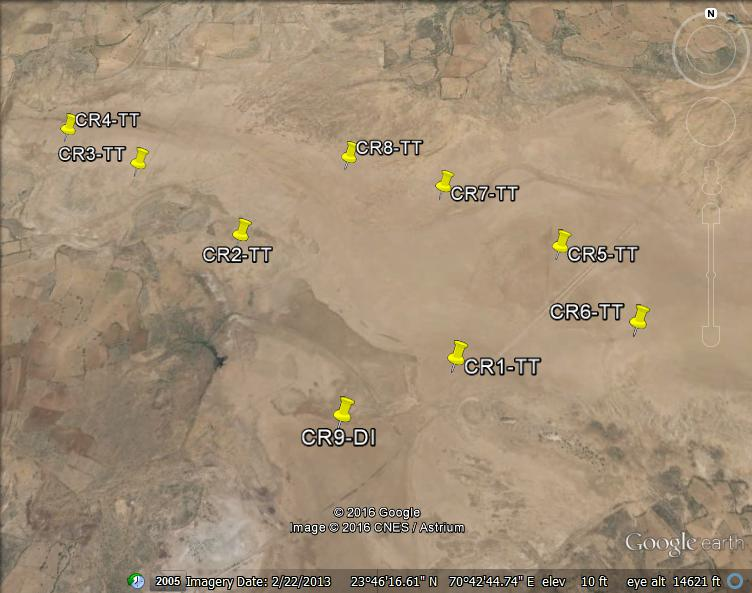 N
CR4-TT
CR3-TT
CR8-TT
CR7-TT
CR2-TT
CR5-TT
CR6-TT
CR1-TT
CR9-DI
© 2016 Google
Image © 2016 CNES / Astrium
Google earth
2005 Imagery Date: 2/22/2013 23°46'16.61" N 70°42'44.74" E elev 10 ft eye alt 14621 ft